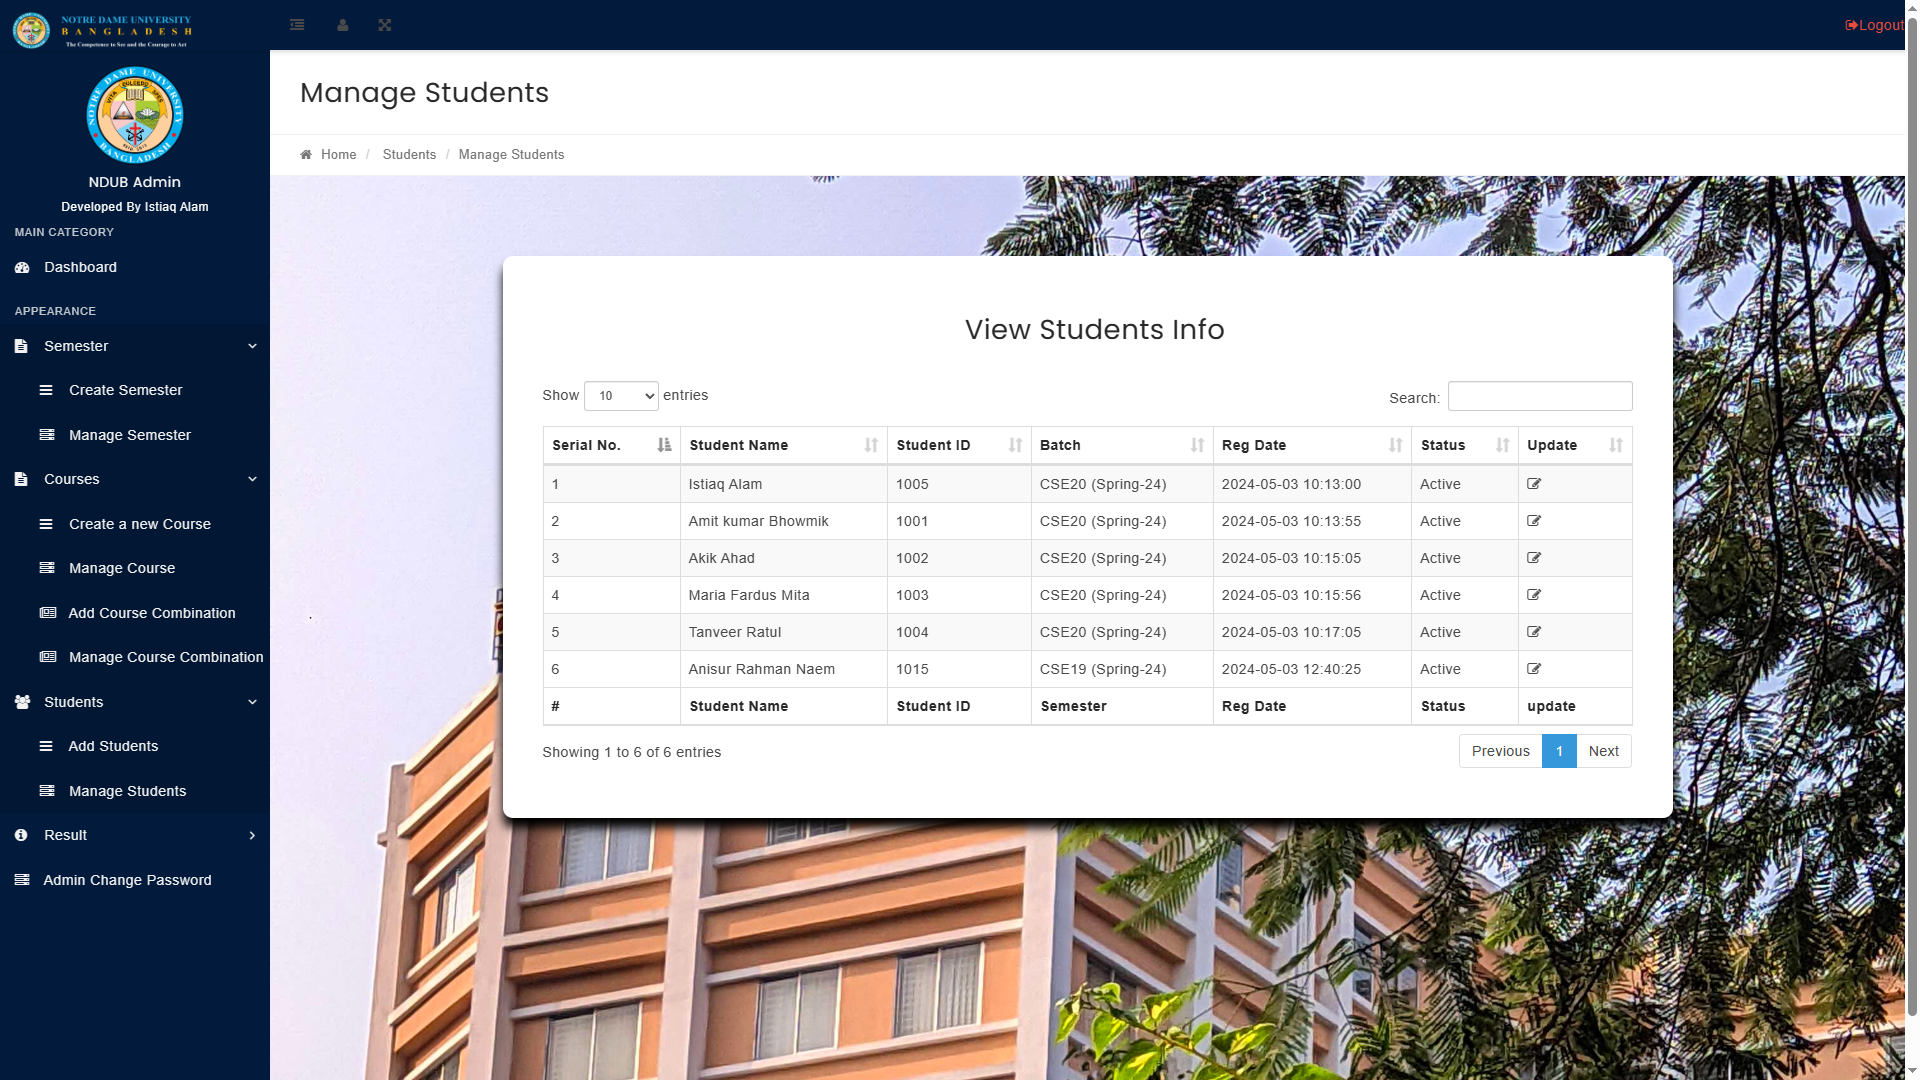 NOTRE DAME UNIVERSITY
BANGLADESH
The Competence to See and the Courage to Act
Logout
NOTRE DAME UNIVERSITY BANGLADESH
NDUB Admin
Developed By Istiaq Alam
MAIN CATEGORY
Dashboard
APPEARANCE
Semester
Create Semester
Manage Semester
Courses
Create a new Course
Manage Course
Add Course Combination
Manage Course Combination
Students
Add Students
Manage Students
Result
Admin Change Password
Manage Students
Home / Students / Manage Students
View Students Info
Show 10 entries
Search:
Serial No. Student Name Student ID Batch Reg Date Status Update
1 Istiaq Alam 1005 CSE20 (Spring-24) 2024-05-03 10:13:00 Active
2 Amit kumar Bhowmik 1001 CSE20 (Spring-24) 2024-05-03 10:13:55 Active
3 Akik Ahad 1002 CSE20 (Spring-24) 2024-05-03 10:15:05 Active
4 Maria Fardus Mita 1003 CSE20 (Spring-24) 2024-05-03 10:15:56 Active
5 Tanveer Ratul 1004 CSE20 (Spring-24) 2024-05-03 10:17:05 Active
6 Anisur Rahman Naem 1015 CSE19 (Spring-24) 2024-05-03 12:40:25 Active
# Student Name Student ID Semester Reg Date Status update
Showing 1 to 6 of 6 entries
Previous 1 Next